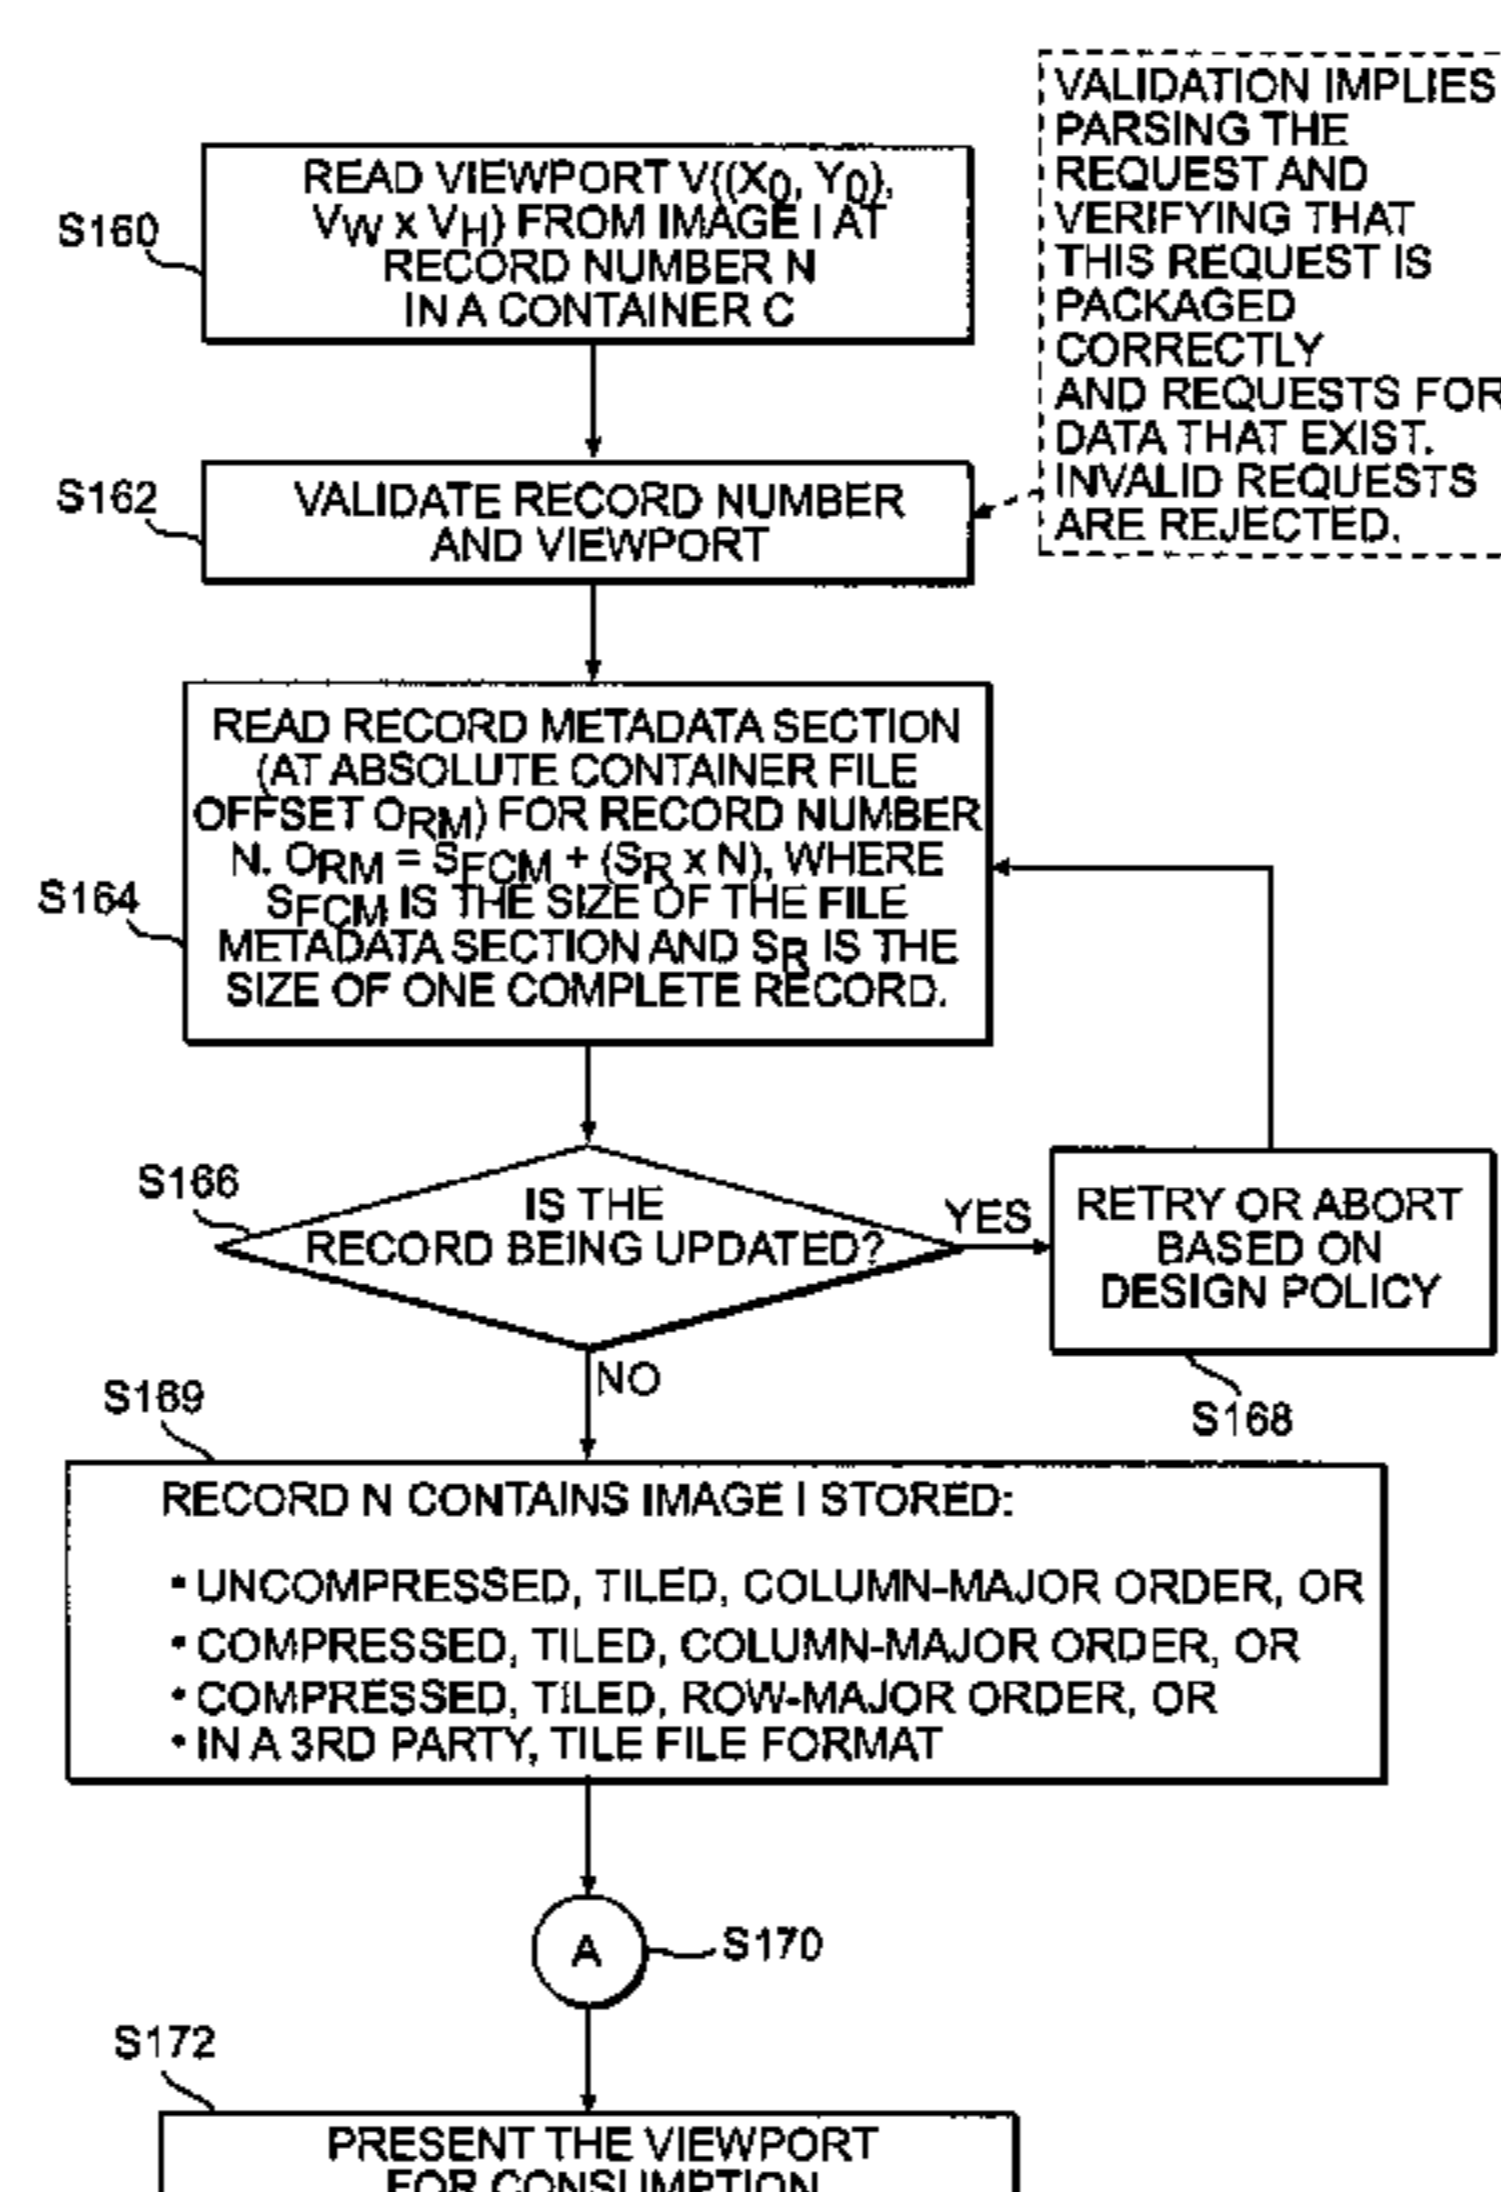 VALIDATION IMPLIES
PARSING THE
REQUEST AND
VERIFYING THAT
THIS REQUEST IS
PACKAGED
CORRECTLY
AND REQUESTS FOR
DATA THAT EXIST.
INVALID REQUESTS
ARE REJECTED.
S160
READ VIEWPORT V((X0, Y0),
VW x VH) FROM IMAGE I AT
RECORD NUMBER N
IN A CONTAINER C
S162
VALIDATE RECORD NUMBER
AND VIEWPORT
S164
READ RECORD METADATA SECTION
(AT ABSOLUTE CONTAINER FILE
OFFSET ORM) FOR RECORD NUMBER
N. ORM = SFCM + (SR x N), WHERE
SFCM IS THE SIZE OF THE FILE
METADATA SECTION AND SR IS THE
SIZE OF ONE COMPLETE RECORD.
S166
IS THE
RECORD BEING UPDATED?
YES
RETRY OR ABORT
BASED ON
DESIGN POLICY
S168
NO
S169
RECORD N CONTAINS IMAGE I STORED:
• UNCOMPRESSED, TILED, COLUMN-MAJOR ORDER, OR
• COMPRESSED, TILED, COLUMN-MAJOR ORDER, OR
• COMPRESSED, TILED, ROW-MAJOR ORDER, OR
• IN A 3RD PARTY, TILE FILE FORMAT
A
S170
S172
PRESENT THE VIEWPORT
FOR CONSUMPTION